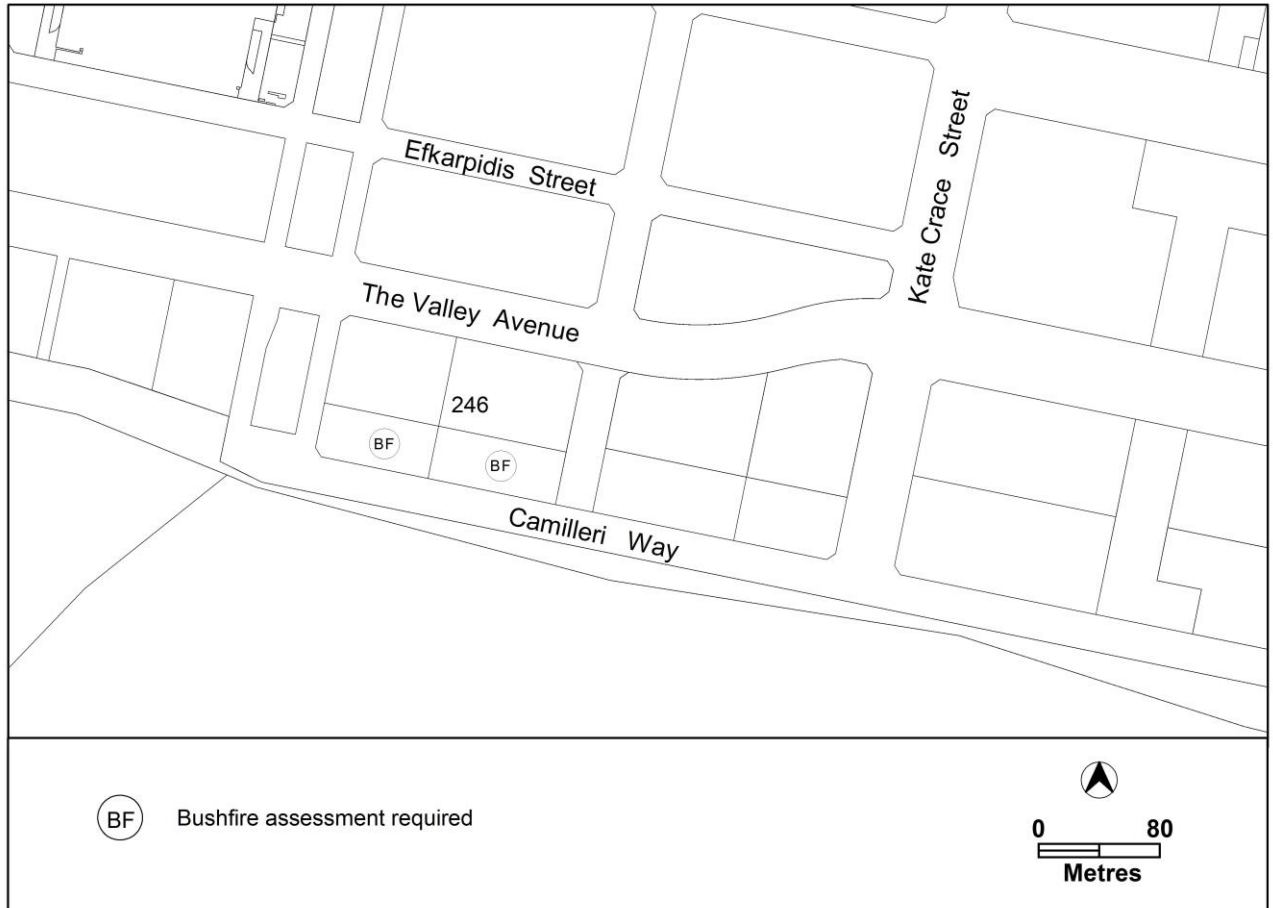 Efkarpidis Street
Kate Crace Street
The Valley Avenue
246
BF
BF
Camilleri Way
BF Bushfire assessment required
0 80
Metres